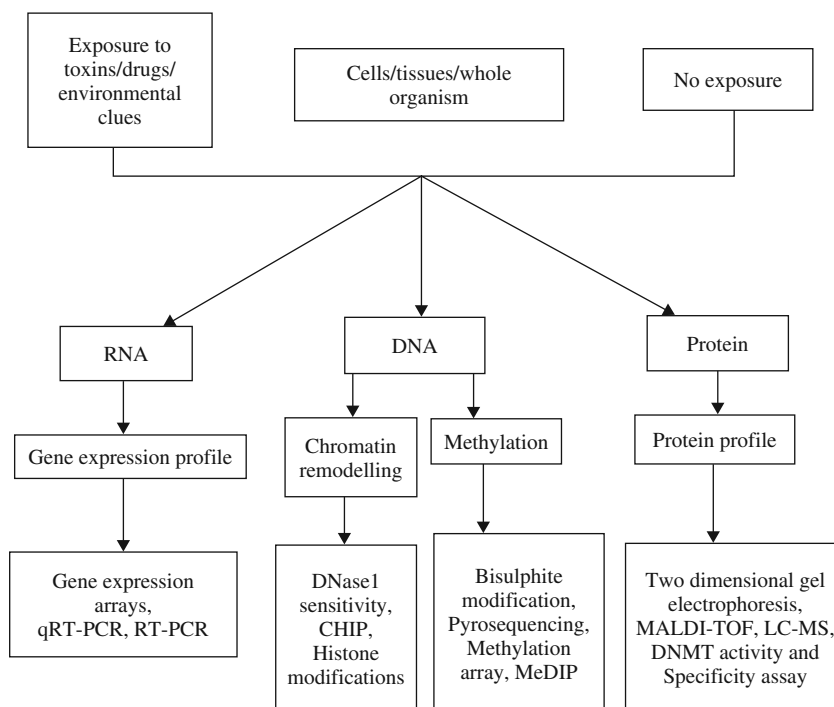 Exposure to
toxins/drugs/
environmental
clues
Cells/tissues/whole
organism
No exposure
RNA
DNA
Protein
Gene expression profile
Chromatin
remodelling
Methylation
Protein profile
Gene expression
arrays,
qRT-PCR, RT-PCR
DNase1
sensitivity,
CHIP,
Histone
modifications
Bisulphite
modification,
Pyrosequencing,
Methylation
array, MeDIP
Two dimensional gel
electrophoresis,
MALDI-TOF, LC-MS,
DNMT activity and
Specificity assay